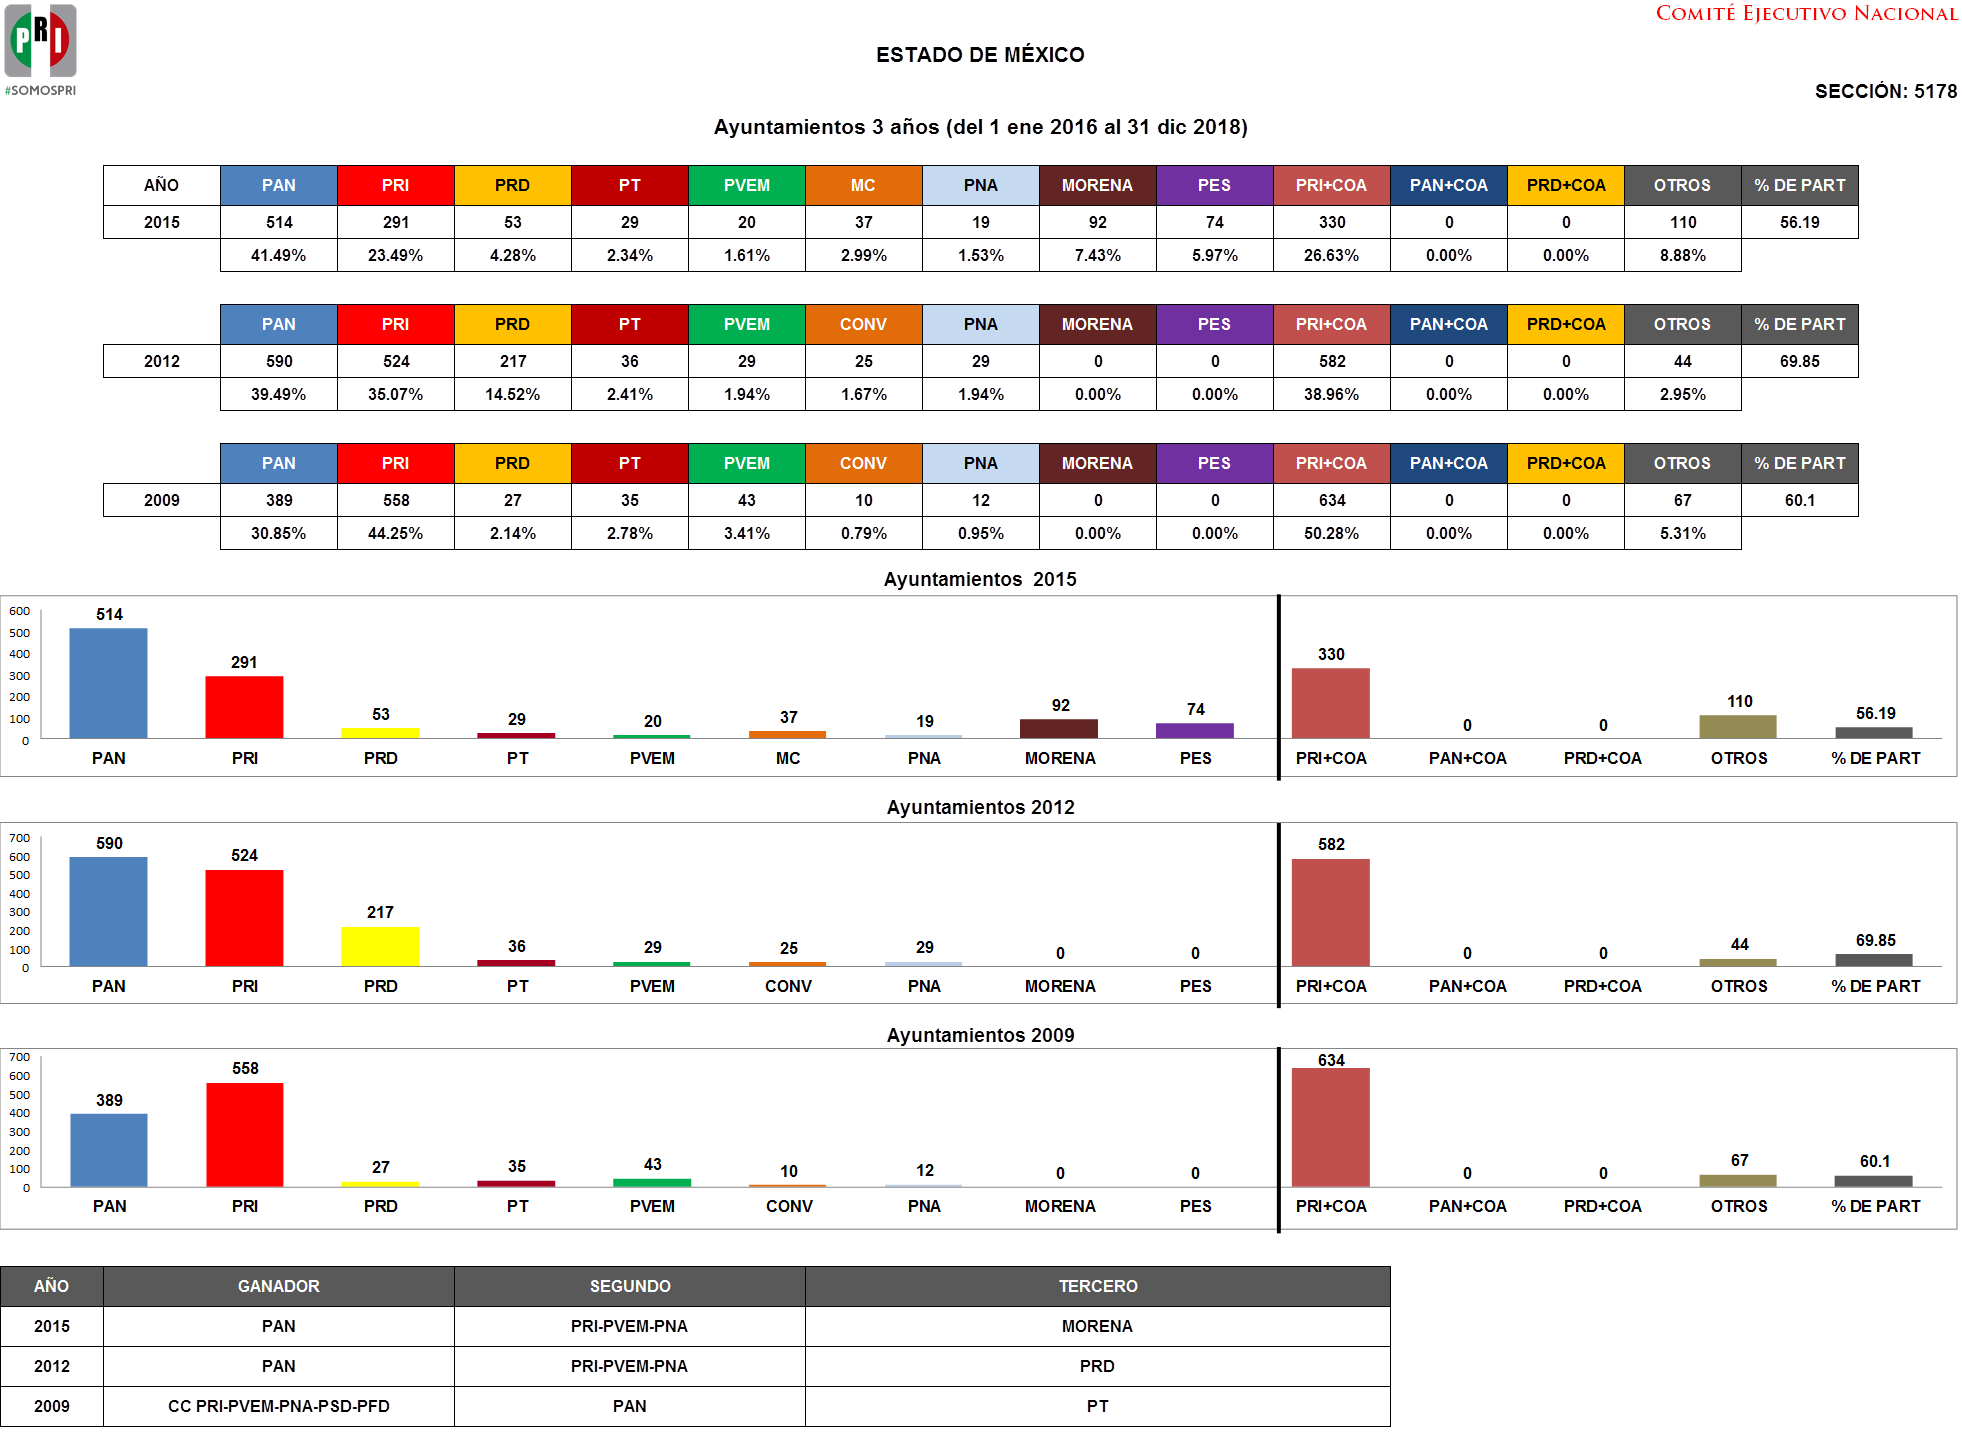 PRI
#SOMOSPRI
COMITÉ EJECUTIVO NACIONAL
ESTADO DE MÉXICO
SECCIÓN: 5178
Ayuntamientos 3 años (del 1 ene 2016 al 31 dic 2018)
AÑO PAN PRI PRD PT PVEM MC PNA MORENA PES PRI+COA PAN+COA PRD+COA OTROS % DE PART
2015 514 291 53 29 20 37 19 92 74 330 0 0 110 56.19
41.49% 23.49% 4.28% 2.34% 1.61% 2.99% 1.53% 7.43% 5.97% 26.63% 0.00% 0.00% 8.88%
PAN PRI PRD PT PVEM CONV PNA MORENA PES PRI+COA PAN+COA PRD+COA OTROS % DE PART
2012 590 524 217 36 29 25 29 0 0 582 0 0 44 69.85
39.49% 35.07% 14.52% 2.41% 1.94% 1.67% 1.94% 0.00% 0.00% 38.96% 0.00% 0.00% 2.95%
PAN PRI PRD PT PVEM CONV PNA MORENA PES PRI+COA PAN+COA PRD+COA OTROS % DE PART
2009 389 558 27 35 43 10 12 0 0 634 0 0 67 60.1
30.85% 44.25% 2.14% 2.78% 3.41% 0.79% 0.95% 0.00% 0.00% 50.28% 0.00% 0.00% 5.31%
Ayuntamientos 2015
600
500
400
300
200
100
0
514 291 53 29 20 37 19 92 74 330 0 0 110 56.19
PAN PRI PRD PT PVEM MC PNA MORENA PES PRI+COA PAN+COA PRD+COA OTROS % DE PART
Ayuntamientos 2012
700
600
500
400
300
200
100
0
590 524 217 36 29 25 29 0 0 582 0 0 44 69.85
PAN PRI PRD PT PVEM CONV PNA MORENA PES PRI+COA PAN+COA PRD+COA OTROS % DE PART
Ayuntamientos 2009
700
600
500
400
300
200
100
0
389 558 27 35 43 10 12 0 0 634 0 0 67 60.1
PAN PRI PRD PT PVEM CONV PNA MORENA PES PRI+COA PAN+COA PRD+COA OTROS % DE PART
AÑO GANADOR SEGUNDO TERCERO
2015 PAN PRI-PVEM-PNA MORENA
2012 PAN PRI-PVEM-PNA PRD
2009 CC PRI-PVEM-PNA-PSD-PFD PAN PT